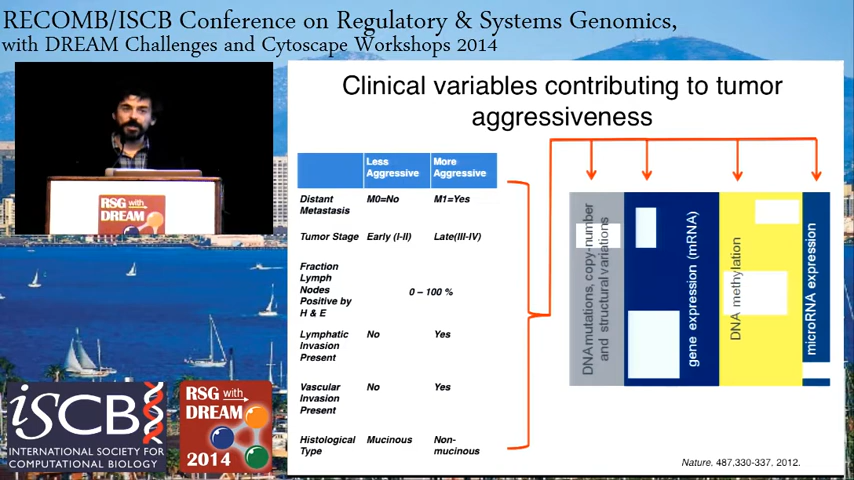 RECOMB/ISCB Conference on Regulatory & Systems Genomics,
with DREAM Challenges and Cytoscape Workshops 2014
RSG with
DREAM
Clinical variables contributing to tumor
aggressiveness
Less
Aggressive
More
Aggressive
Distant
Metastasis
M0=No
M1=Yes
Tumor Stage
Early (I-II)
Late(III-IV)
Fraction
Lymph
Nodes
Positive by
H & E
0 – 100 %
Lymphatic
Invasion
Present
No
Yes
Vascular
Invasion
Present
No
Yes
Histological
Type
Mucinous
Non-
mucinous
DNA mutations, copy-number
and structural variations
gene expression (mRNA)
DNA methylation
microRNA expression
Nature, 487,330-337, 2012.
iSCB
INTERNATIONAL SOCIETY FOR
COMPUTATIONAL BIOLOGY
RSG with
DREAM
2014